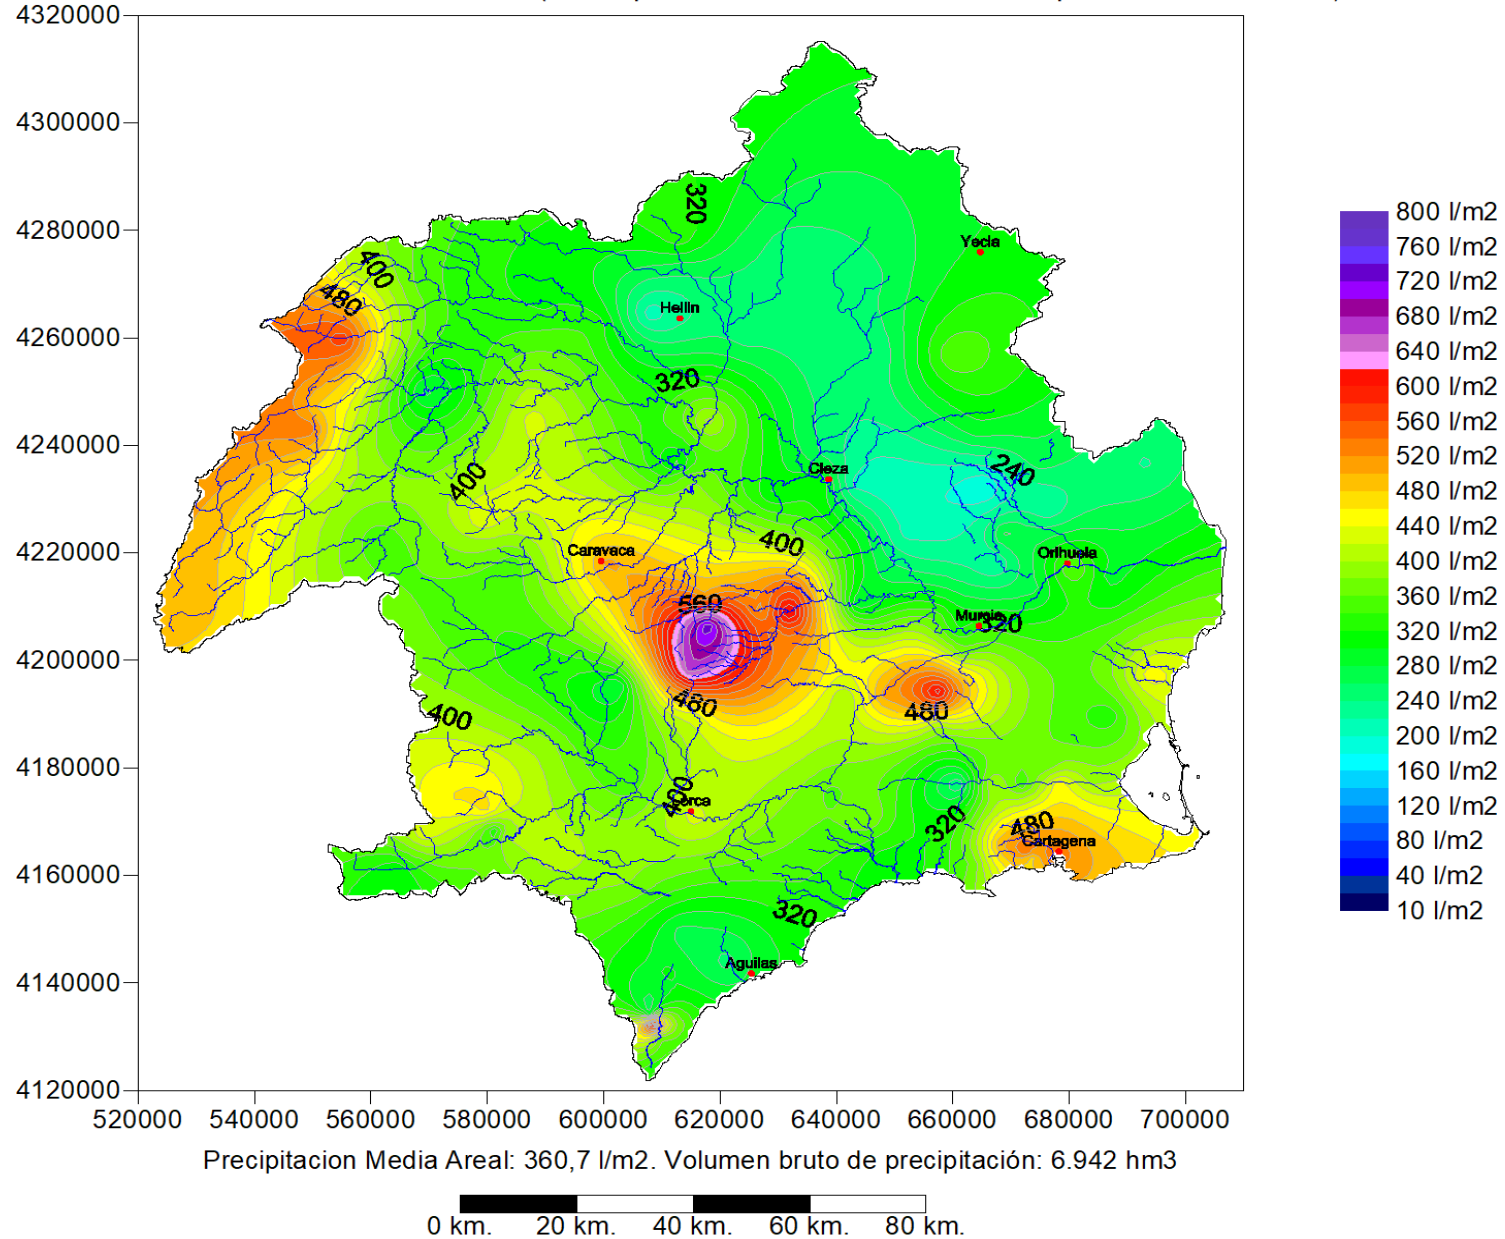 4320000
4300000
4280000
4260000
4240000
4220000
4200000
4180000
4160000
4140000
4120000
520000 540000 560000 580000 600000 620000 640000 660000 680000 700000
320
Yecla
400
480
Hellin
320
Cieza
240
400
Caravaca
400
Orihuela
560
Murcia
320
480
480
400
400
Lorca
320
480
Cartagena
320
Aguilas
800 l/m2
760 l/m2
720 l/m2
680 l/m2
640 l/m2
600 l/m2
560 l/m2
520 l/m2
480 l/m2
440 l/m2
400 l/m2
360 l/m2
320 l/m2
280 l/m2
240 l/m2
200 l/m2
160 l/m2
120 l/m2
80 l/m2
40 l/m2
10 l/m2
Precipitacion Media Areal: 360,7 l/m2. Volumen bruto de precipitación: 6.942 hm3
0 km. 20 km. 40 km. 60 km. 80 km.